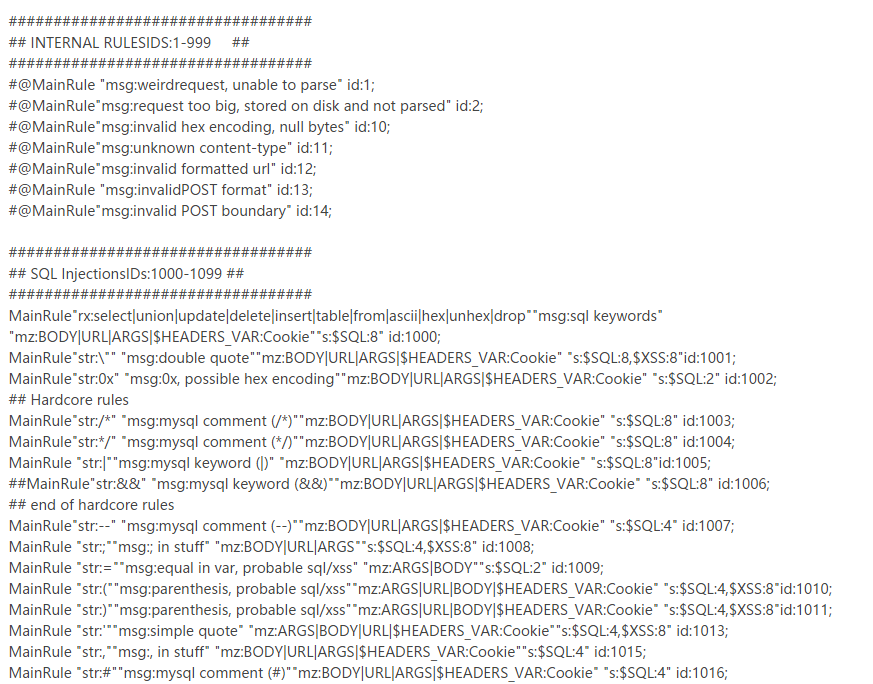 ##################################
## INTERNAL RULESIDS:1-999     ##
##################################
#@MainRule "msg:weirdrequest, unable to parse" id:1;
#@MainRule"msg:request too big, stored on disk and not parsed" id:2;
#@MainRule"msg:invalid hex encoding, null bytes" id:10;
#@MainRule"msg:unknown content-type" id:11;
#@MainRule"msg:invalid formatted url" id:12;
#@MainRule "msg:invalidPOST format" id:13;
#@MainRule"msg:invalid POST boundary" id:14;

##################################
## SQL InjectionsIDs:1000-1099 ##
##################################
MainRule"rx:select|union|update|delete|insert|table|from|ascii|hex|unhex|drop""msg:sql keywords"
"mz:BODY|URL|ARGS|$HEADERS_VAR:Cookie""s:$SQL:8" id:1000;
MainRule"str:\"" "msg:double quote""mz:BODY|URL|ARGS|$HEADERS_VAR:Cookie" "s:$SQL:8,$XSS:8"id:1001;
MainRule"str:0x" "msg:0x, possible hex encoding""mz:BODY|URL|ARGS|$HEADERS_VAR:Cookie" "s:$SQL:2" id:1002;
## Hardcore rules
MainRule"str:/*" "msg:mysql comment (/*)""mz:BODY|URL|ARGS|$HEADERS_VAR:Cookie" "s:$SQL:8" id:1003;
MainRule"str:*/" "msg:mysql comment (*/)""mz:BODY|URL|ARGS|$HEADERS_VAR:Cookie" "s:$SQL:8" id:1004;
MainRule "str:|""msg:mysql keyword (|)" "mz:BODY|URL|ARGS|$HEADERS_VAR:Cookie" "s:$SQL:8"id:1005;
##MainRule"str:&&" "msg:mysql keyword (&&)""mz:BODY|URL|ARGS|$HEADERS_VAR:Cookie" "s:$SQL:8" id:1006;
## end of hardcore rules
MainRule"str:--" "msg:mysql comment (--)""mz:BODY|URL|ARGS|$HEADERS_VAR:Cookie" "s:$SQL:4" id:1007;
MainRule "str:;""msg:; in stuff" "mz:BODY|URL|ARGS""s:$SQL:4,$XSS:8" id:1008;
MainRule "str:=""msg:equal in var, probable sql/xss" "mz:ARGS|BODY""s:$SQL:2" id:1009;
MainRule "str:(""msg:parenthesis, probable sql/xss""mz:ARGS|URL|BODY|$HEADERS_VAR:Cookie" "s:$SQL:4,$XSS:8"id:1010;
MainRule "str:)""msg:parenthesis, probable sql/xss""mz:ARGS|URL|BODY|$HEADERS_VAR:Cookie" "s:$SQL:4,$XSS:8"id:1011;
MainRule "str:'""msg:simple quote" "mz:ARGS|BODY|URL|$HEADERS_VAR:Cookie""s:$SQL:4,$XSS:8" id:1013;
MainRule "str:,""msg:, in stuff" "mz:BODY|URL|ARGS|$HEADERS_VAR:Cookie""s:$SQL:4" id:1015;
MainRule "str:#""msg:mysql comment (#)""mz:BODY|URL|ARGS|$HEADERS_VAR:Cookie" "s:$SQL:4" id:1016;